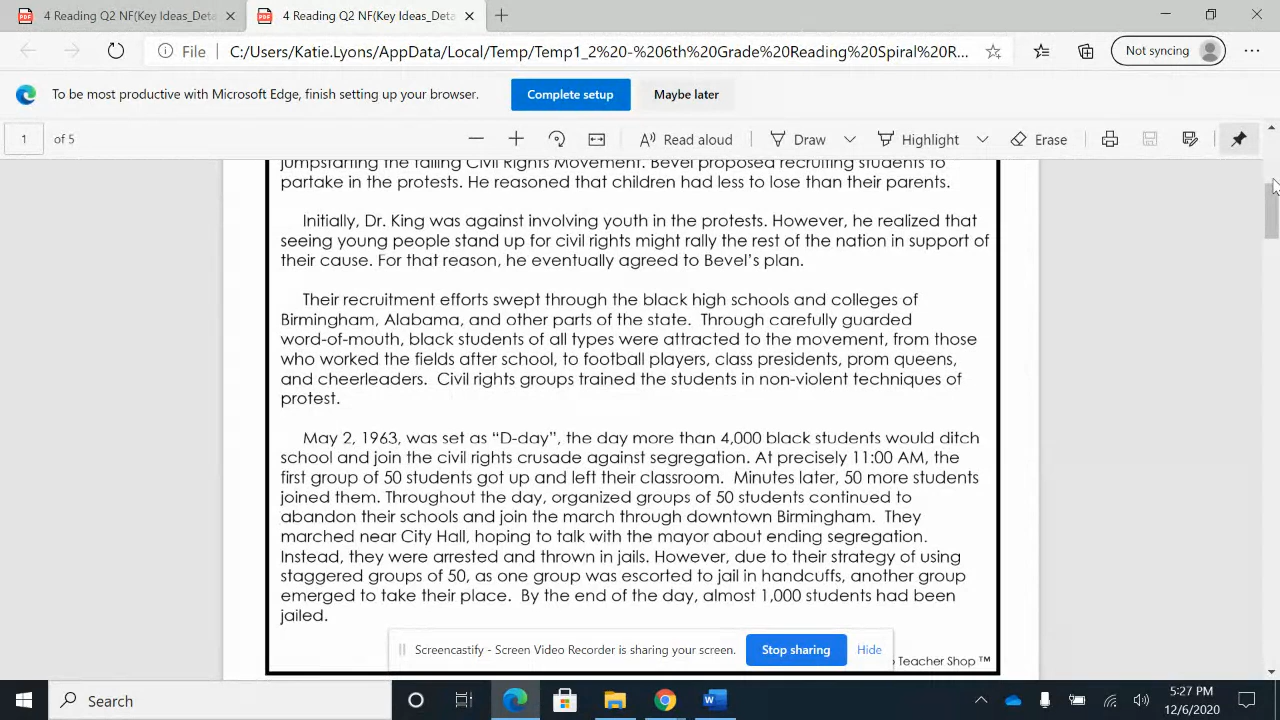 4 Reading Q2 NF(Key Ideas_Deta
4 Reading Q2 NF(Key Ideas_Deta
File
C:/Users/Katie.Lyons/AppData/Local/Temp/Temp1_2%20-%206th%20Grade%20Reading%20Spiral%20R...
Not syncing
To be most productive with Microsoft Edge, finish setting up your browser.
Complete setup
Maybe later
1 of 5
Read aloud
Draw
Highlight
Erase
jumpstarting the failing Civil Rights Movement. Bevel proposed recruiting students to
partake in the protests. He reasoned that children had less to lose than their parents.
Initially, Dr. King was against involving youth in the protests. However, he realized that
seeing young people stand up for civil rights might rally the rest of the nation in support of
their cause. For that reason, he eventually agreed to Bevel's plan.
Their recruitment efforts swept through the black high schools and colleges of
Birmingham, Alabama, and other parts of the state. Through carefully guarded
word-of-mouth, black students of all types were attracted to the movement, from those
who worked the fields after school, to football players, class presidents, prom queens,
and cheerleaders. Civil rights groups trained the students in non-violent techniques of
protest.
May 2, 1963, was set as "D-day", the day more than 4,000 black students would ditch
school and join the civil rights crusade against segregation. At precisely 11:00 AM, the
first group of 50 students got up and left their classroom. Minutes later, 50 more students
joined them. Throughout the day, organized groups of 50 students continued to
abandon their schools and join the march through downtown Birmingham. They
marched near City Hall, hoping to talk with the mayor about ending segregation.
Instead, they were arrested and thrown in jails. However, due to their strategy of using
staggered groups of 50, as one group was escorted to jail in handcuffs, another group
emerged to take their place. By the end of the day, almost 1,000 students had been
jailed.
Screencastify - Screen Video Recorder is sharing your screen.
Stop sharing
Hide
Teacher Shop ™
Search
5:27 PM
12/6/2020